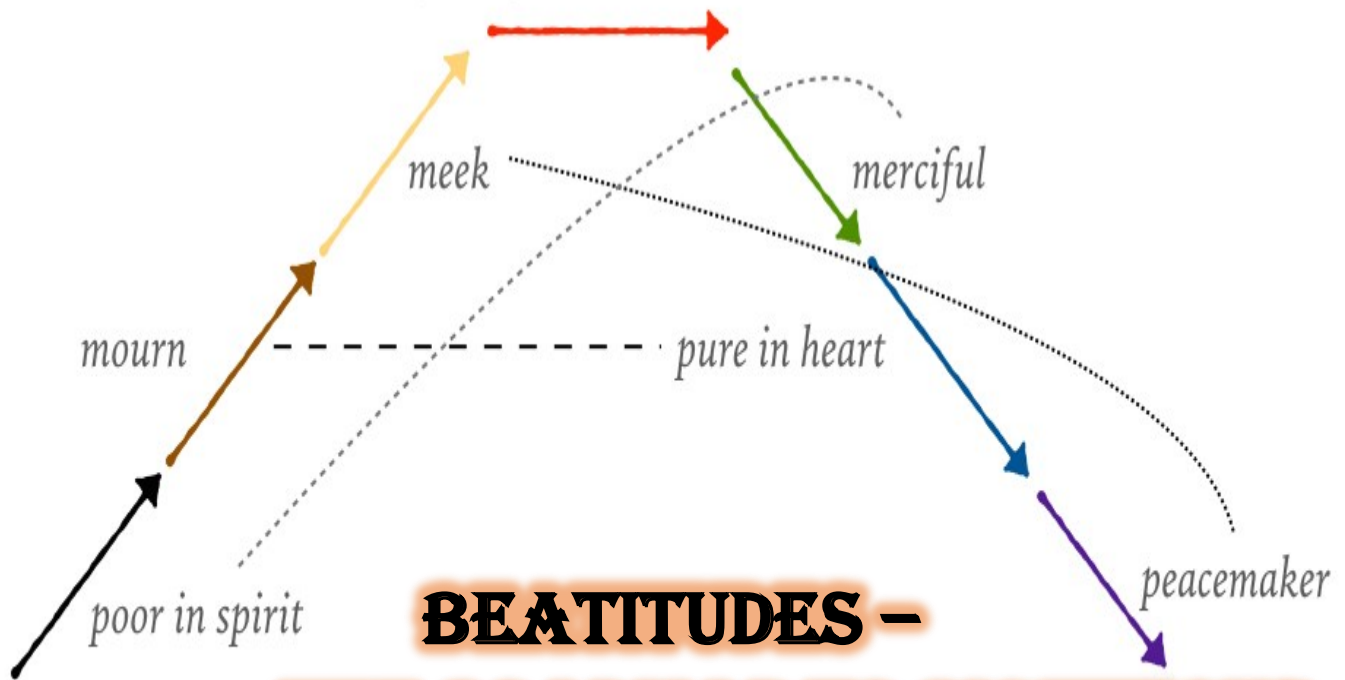 meek
merciful
mourn
pure in heart
peacemaker
poor in spirit
BEATITUDES –